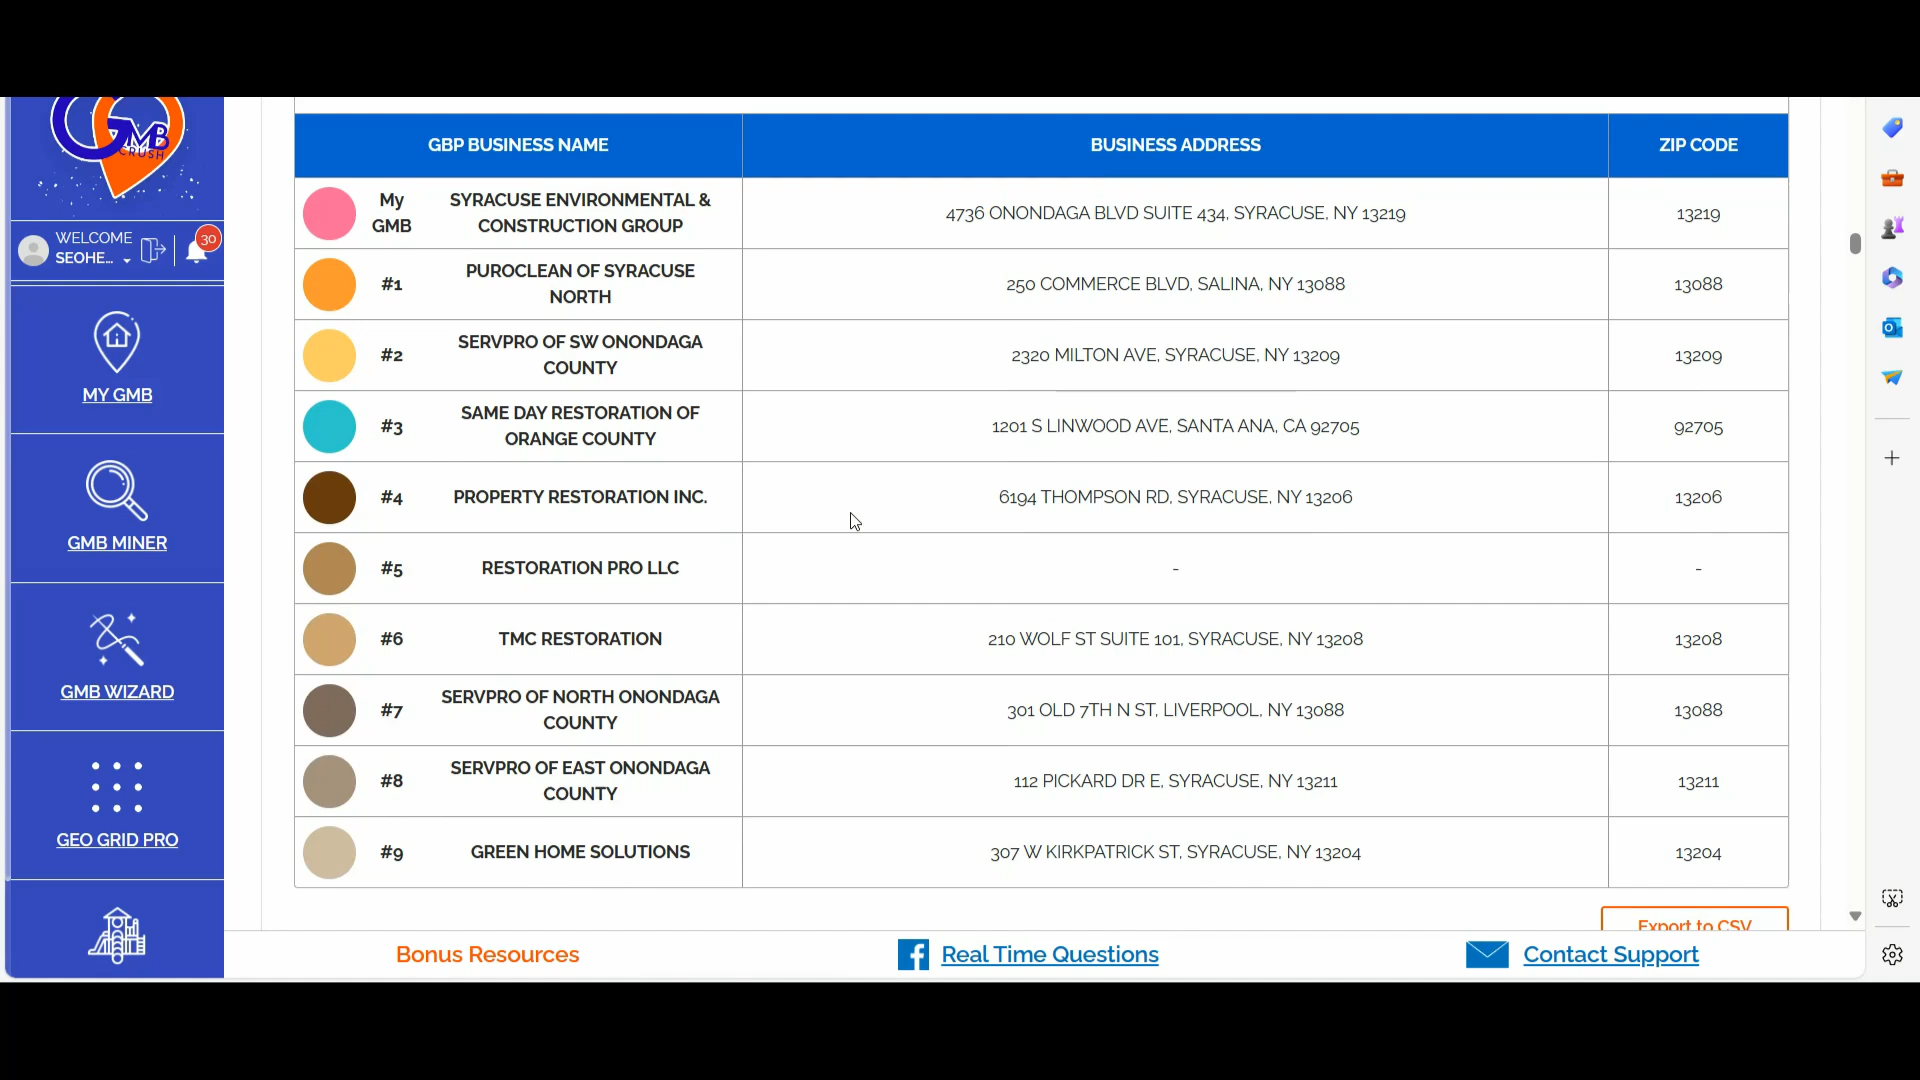 GMB
CRUSH
WELCOME
SEOHE...
30
MY GMB
GMB MINER
GMB WIZARD
GEO GRID PRO
GBP BUSINESS NAME BUSINESS ADDRESS ZIP CODE
My GMB SYRACUSE ENVIRONMENTAL & CONSTRUCTION GROUP 4736 ONONDAGA BLVD SUITE 434, SYRACUSE, NY 13219 13219
#1 PUROCLEAN OF SYRACUSE NORTH 250 COMMERCE BLVD, SALINA, NY 13088 13088
#2 SERVPRO OF SW ONONDAGA COUNTY 2320 MILTON AVE, SYRACUSE, NY 13209 13209
#3 SAME DAY RESTORATION OF ORANGE COUNTY 1201 S LINWOOD AVE, SANTA ANA, CA 92705 92705
#4 PROPERTY RESTORATION INC. 6194 THOMPSON RD, SYRACUSE, NY 13206 13206
#5 RESTORATION PRO LLC - -
#6 TMC RESTORATION 210 WOLF ST SUITE 101, SYRACUSE, NY 13208 13208
#7 SERVPRO OF NORTH ONONDAGA COUNTY 301 OLD 7TH N ST, LIVERPOOL, NY 13088 13088
#8 SERVPRO OF EAST ONONDAGA COUNTY 112 PICKARD DR E, SYRACUSE, NY 13211 13211
#9 GREEN HOME SOLUTIONS 307 W KIRKPATRICK ST, SYRACUSE, NY 13204 13204
Export to CSV
Bonus Resources Real Time Questions Contact Support